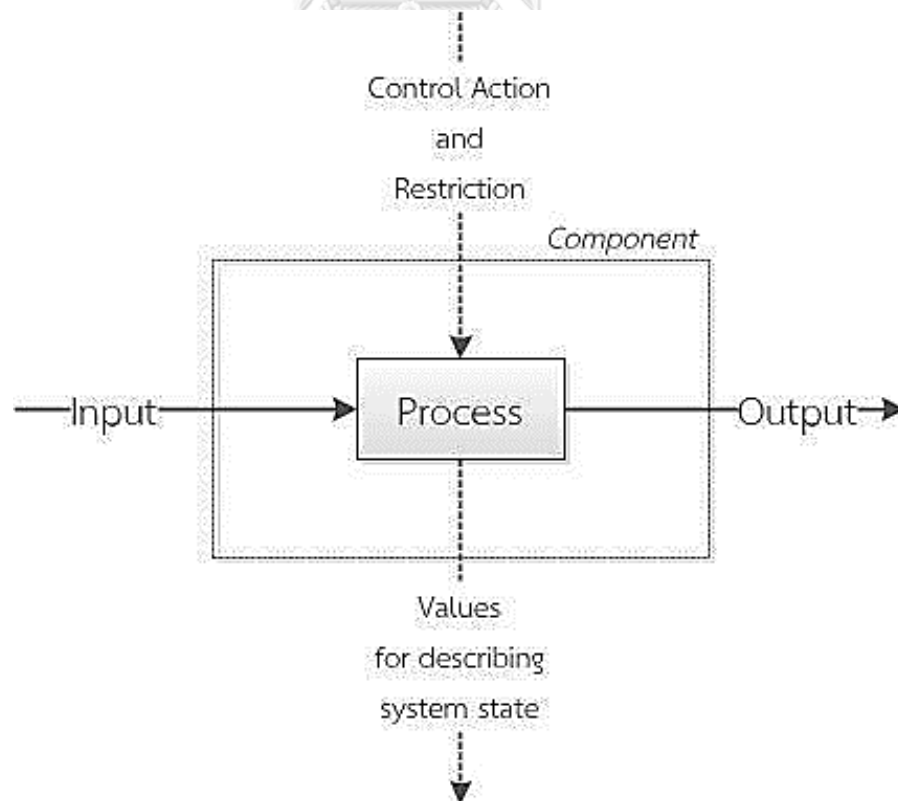 Control Action
and
Restriction
Component
Input
Process
Output
Values
for describing
system state